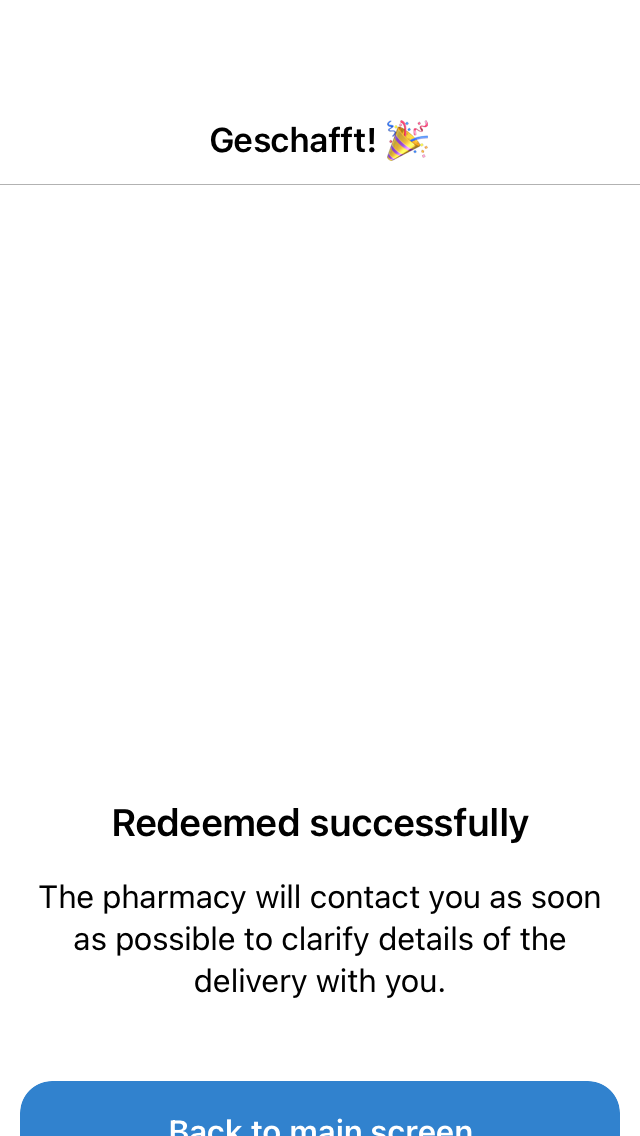 Geschafft! 🎉
Redeemed successfully
The pharmacy will contact you as soon
as possible to clarify details of the
delivery with you.
Back to main screen